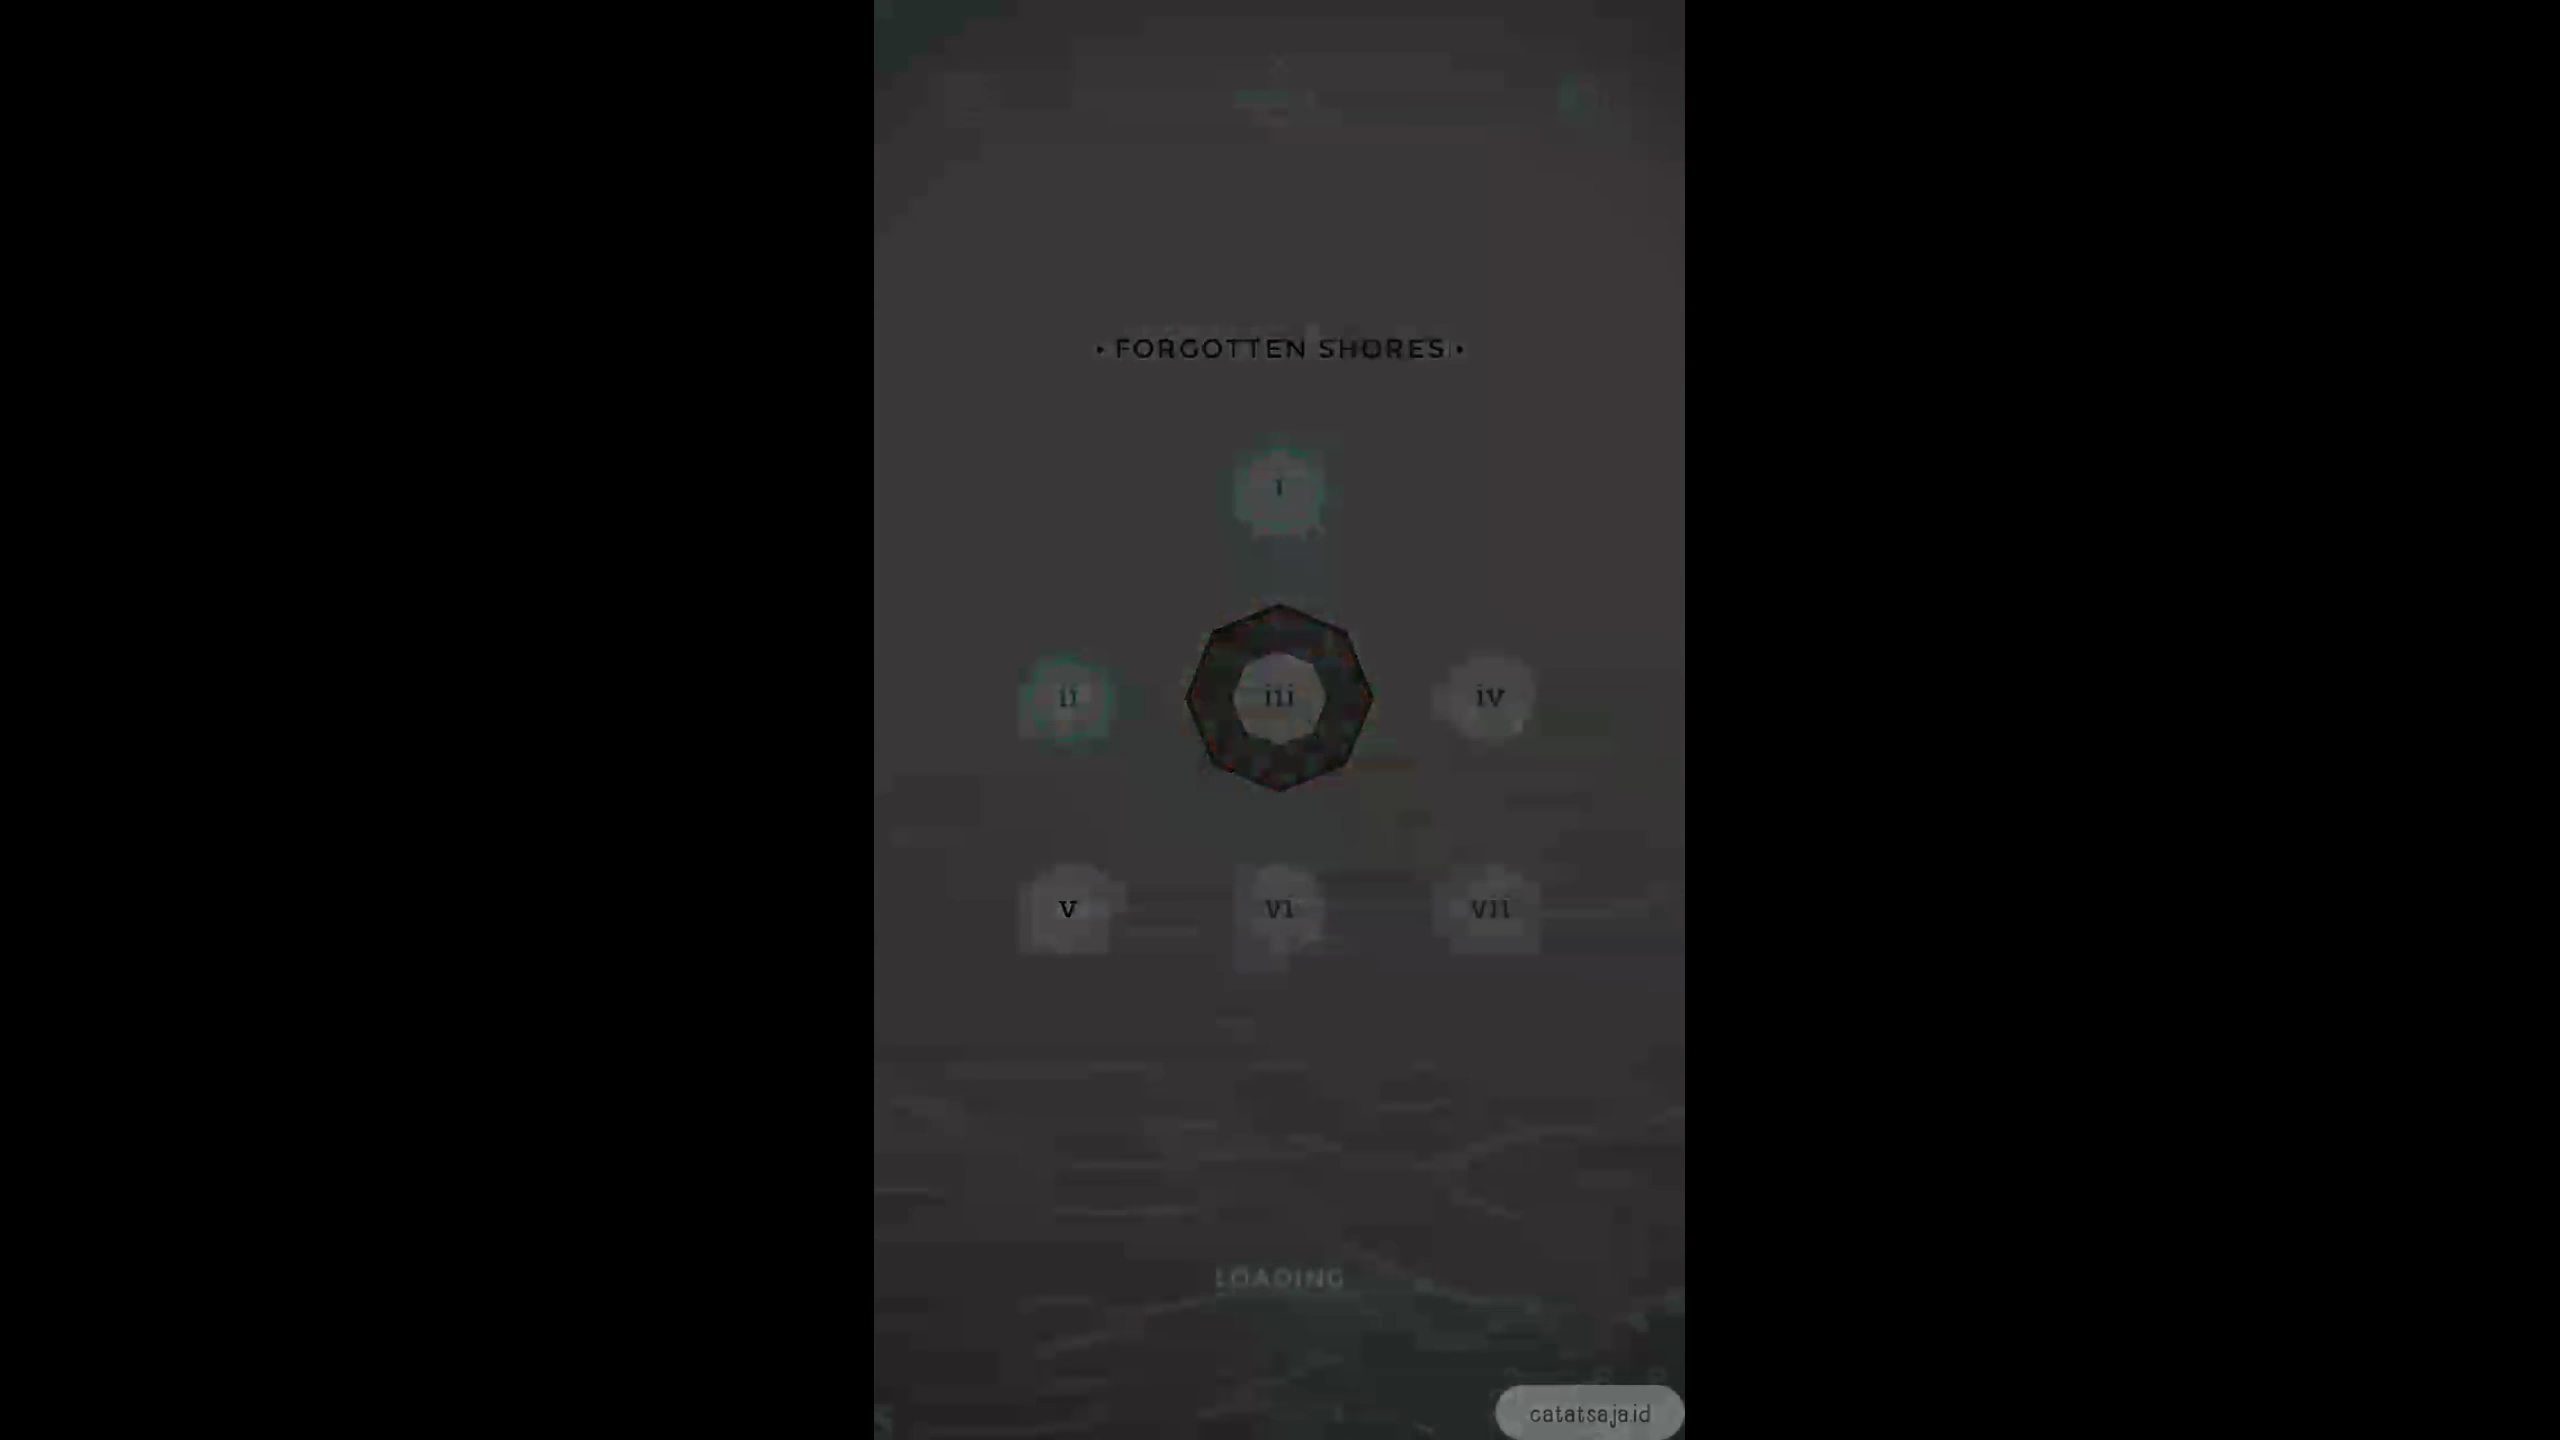 • FORGOTTEN SHORES •
i
ii iii iv
v vi vii
LOADING
catatsaja.id